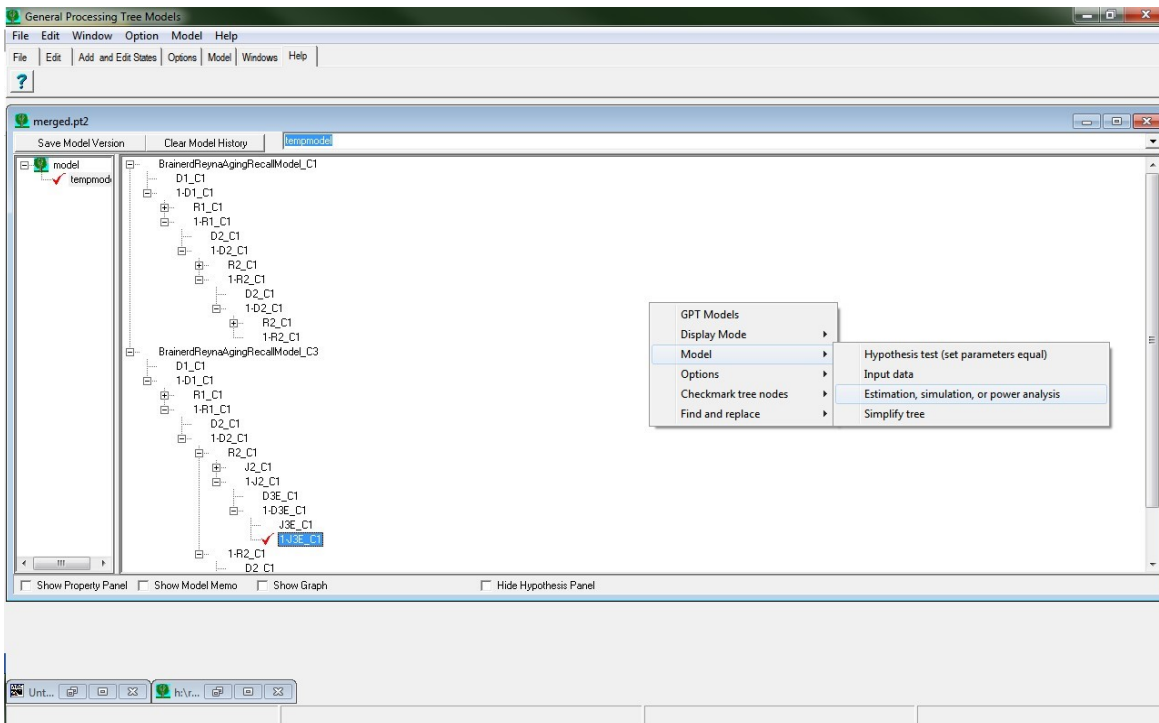 General Processing Tree Models
File Edit Window Option Model Help
File Edit Add and Edit States Options Model Windows Help
?
merged.pt2
Save Model Version Clear Model History tempmodel
model
tempmod
BrainerdReynaAgingRecallModel_C1
D1_C1
1-D1_C1
R1_C1
1-R1_C1
D2_C1
1-D2_C1
R2_C1
1-R2_C1
D2_C1
1-D2_C1
R2_C1
1-R2_C1
BrainerdReynaAgingRecallModel_C3
D1_C1
1-D1_C1
R1_C1
1-R1_C1
D2_C1
1-D2_C1
R2_C1
J2_C1
1-J2_C1
D3E_C1
1-D3E_C1
J3E_C1
1-J3E_C1
1-R2_C1
D2_C1
GPT Models
Display Mode
Model
Options
Checkmark tree nodes
Find and replace
Hypothesis test (set parameters equal)
Input data
Estimation, simulation, or power analysis
Simplify tree
Show Property Panel Show Model Memo Show Graph Hide Hypothesis Panel
Unt... h:\r...